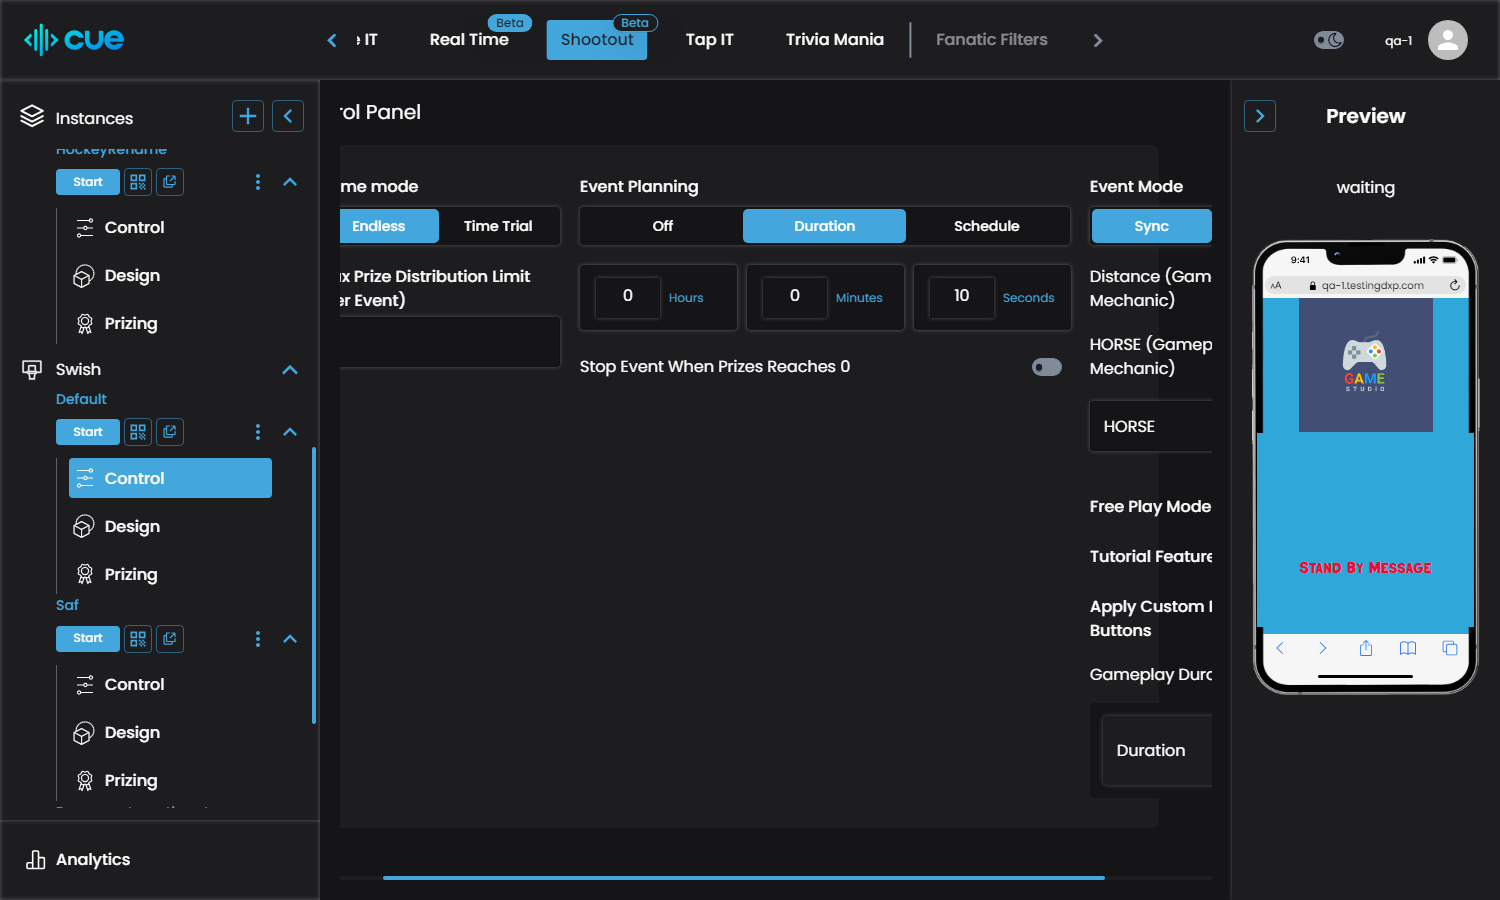 cue
IT
Beta
Real Time
Beta
Shootout
Tap IT
Trivia Mania
Fanatic Filters
qa-1
Instances
HockeyRename
Start
Control
Design
Prizing
Swish
Default
Start
Control
Design
Prizing
Saf
Start
Control
Design
Prizing
Analytics
rol Panel
me mode
Endless
Time Trial
x Prize Distribution Limit
er Event)
Event Planning
Off
Duration
Schedule
0 Hours
0 Minutes
10 Seconds
Stop Event When Prizes Reaches 0
Event Mode
Sync
Distance (Gam
Mechanic)
HORSE (Gamep
Mechanic)
HORSE
Free Play Mode
Tutorial Feature
Apply Custom
Buttons
Gameplay Dura
Duration
Preview
waiting
9:41
AA
qa-1.testingdxp.com
GAME
STUDIO
Stand By Message